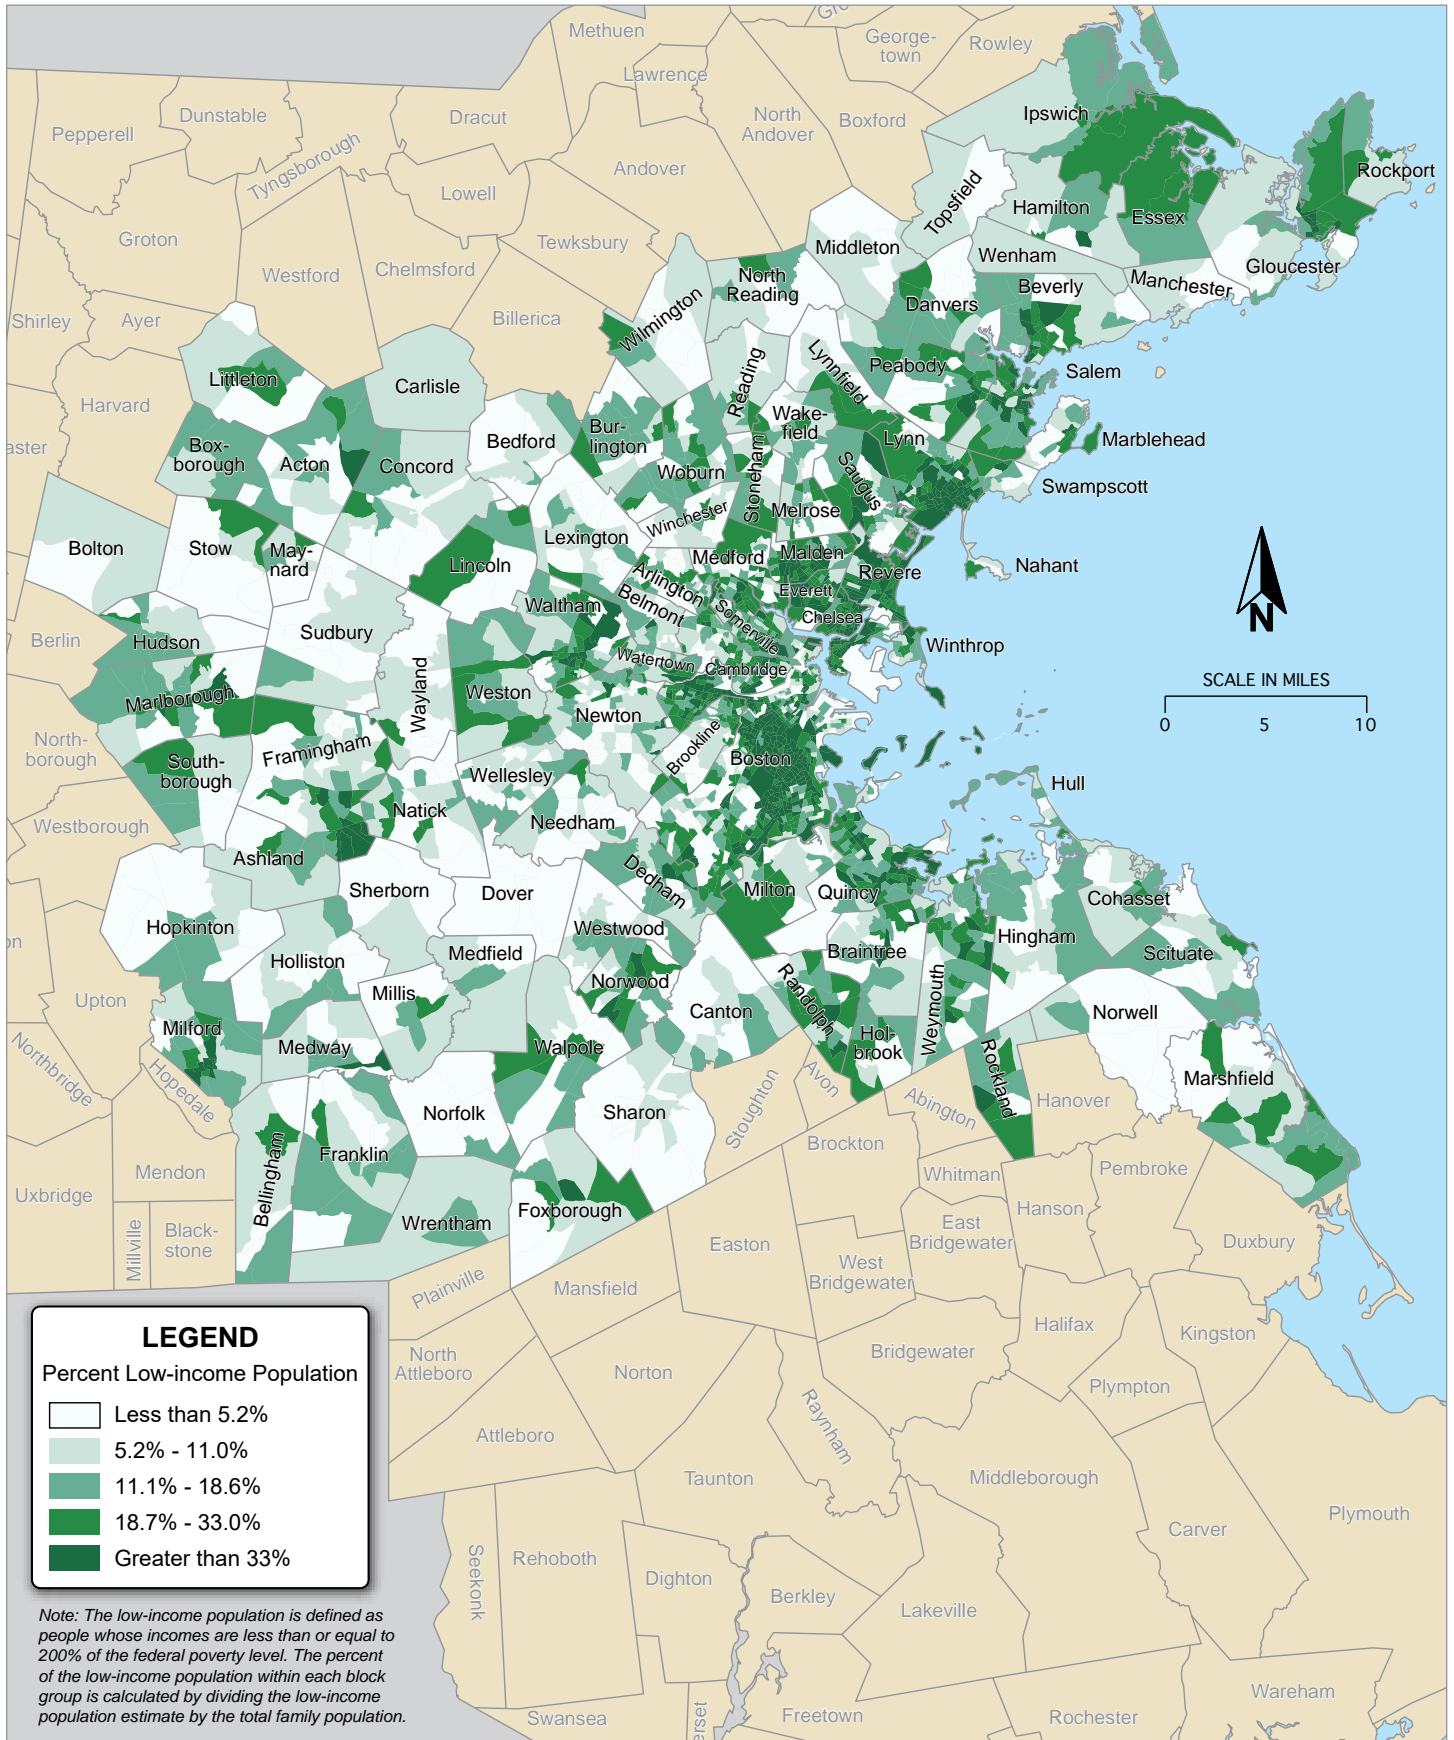 Methuen
Gro
George-
town
Rowley
Lawrence
Dunstable
Pepperell
Dracut
North
Andover
Boxford
Ipswich
Tyngsborough
Andover
Rockport
Lowell
Topsfield
Hamilton
Essex
Groton
Tewksbury
Middleton
Wenham
Westford
Chelmsford
North
Reading
Beverly
Manchester
Gloucester
Shirley
Ayer
Billerica
Wilmington
Danvers
Littleton
Carlisle
Reading
Lynnfield
Peabody
Salem
Harvard
Wake-
field
Bur-
lington
Bedford
Lynn
Marblehead
aster
Box-
borough
Acton
Concord
Woburn
Stoneham
Saugus
Swampscott
Winchester
Melrose
Bolton
Stow
May-
nard
Lexington
Lincoln
Medford
Malden
Revere
Nahant
N
Arlington
Everett
Waltham
Belmont
Somerville
Chelsea
Berlin
Hudson
Sudbury
Winthrop
Watertown
Cambridge
SCALE IN MILES
0
5
10
Marlborough
Wayland
Weston
Newton
North-
borough
Framingham
Brookline
Boston
South-
borough
Wellesley
Hull
Natick
Westborough
Needham
Ashland
Dedham
Sherborn
Dover
Milton
Quincy
Cohasset
Hopkinton
Westwood
Hingham
on
Holliston
Medfield
Braintree
Scituate
Upton
Millis
Norwood
Randolph
Weymouth
Canton
Norwell
Milford
Medway
Walpole
Hol-
brook
Northbridge
Hopedale
Rockland
Marshfield
Norfolk
Sharon
Stoughton
Avon
Abington
Hanover
Bellingham
Franklin
Brockton
Mendon
Whitman
Pembroke
Uxbridge
Foxborough
Hanson
Wrentham
Millville
Black-
stone
Easton
East
Bridgewater
Duxbury
West
Bridgewater
Plainville
Mansfield
Halifax
Kingston
North
Attleboro
Norton
Bridgewater
Plympton
Raynham
Attleboro
Taunton
Middleborough
Plymouth
Carver
Seekonk
Rehoboth
Dighton
Berkley
Lakeville
Wareham
Swansea
erset
Freetown
Rochester
LEGEND
Percent Low-income Population
Less than 5.2%
5.2% - 11.0%
11.1% - 18.6%
18.7% - 33.0%
Greater than 33%
Note: The low-income population is defined as
people whose incomes are less than or equal to
200% of the federal poverty level. The percent
of the low-income population within each block
group is calculated by dividing the low-income
population estimate by the total family population.